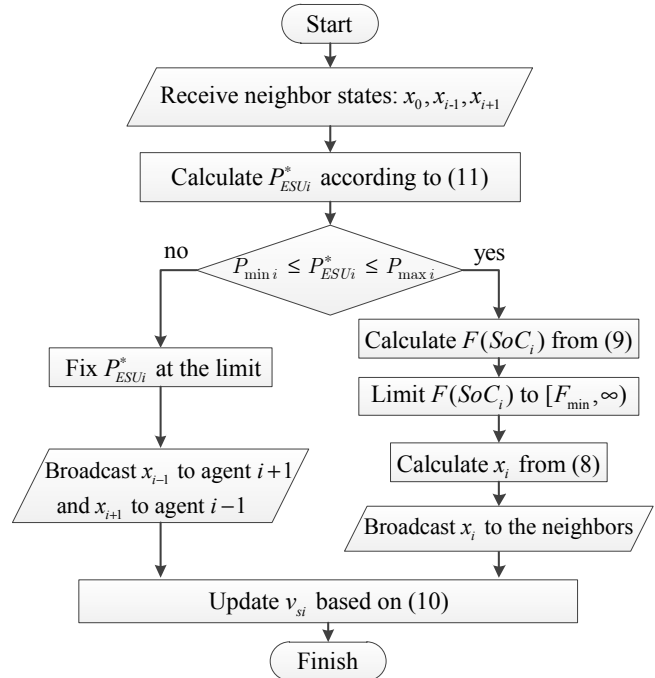 Start
Receive neighbor states: x₀, xᵢ₋₁, xᵢ₊₁
Calculate P*ESUi according to (11)
no
yes
Pmin i ≤ P*ESUi ≤ Pmax i
Fix P*ESUi at the limit
Broadcast xᵢ₋₁ to agent i+1
and xᵢ₊₁ to agent i−1
Calculate F(SoCᵢ) from (9)
Limit F(SoCᵢ) to [Fmin, ∞)
Calculate xᵢ from (8)
Broadcast xᵢ to the neighbors
Update vsi based on (10)
Finish